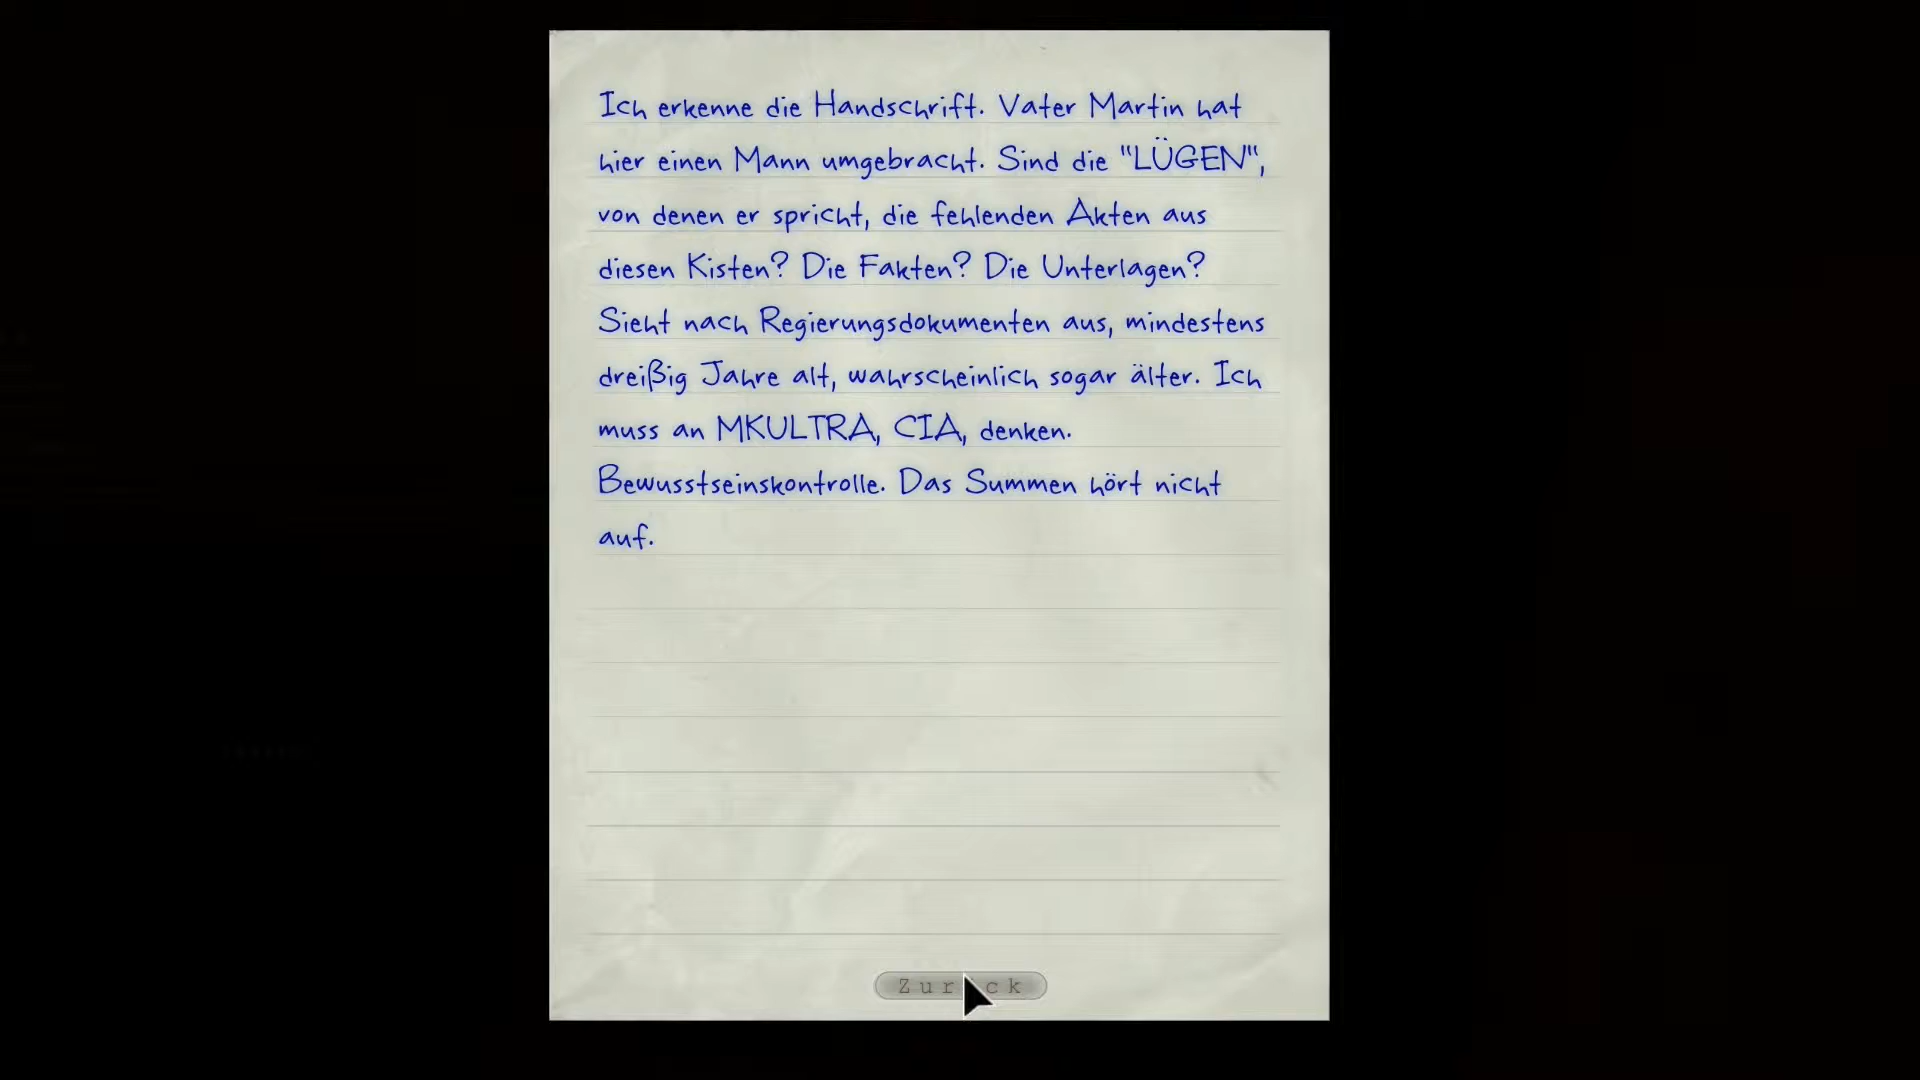 Ich erkenne die Handschrift. Vater Martin hat
hier einen Mann umgebracht. Sind die "LÜGEN",
von denen er spricht, die fehlenden Akten aus
diesen Kisten? Die Fakten? Die Unterlagen?
Sieht nach Regierungsdokumenten aus, mindestens
dreißig Jahre alt, wahrscheinlich sogar älter. Ich
muss an MKULTRA, CIA, denken.
Bewusstseinskontrolle. Das Summen hört nicht
auf.
Zurück